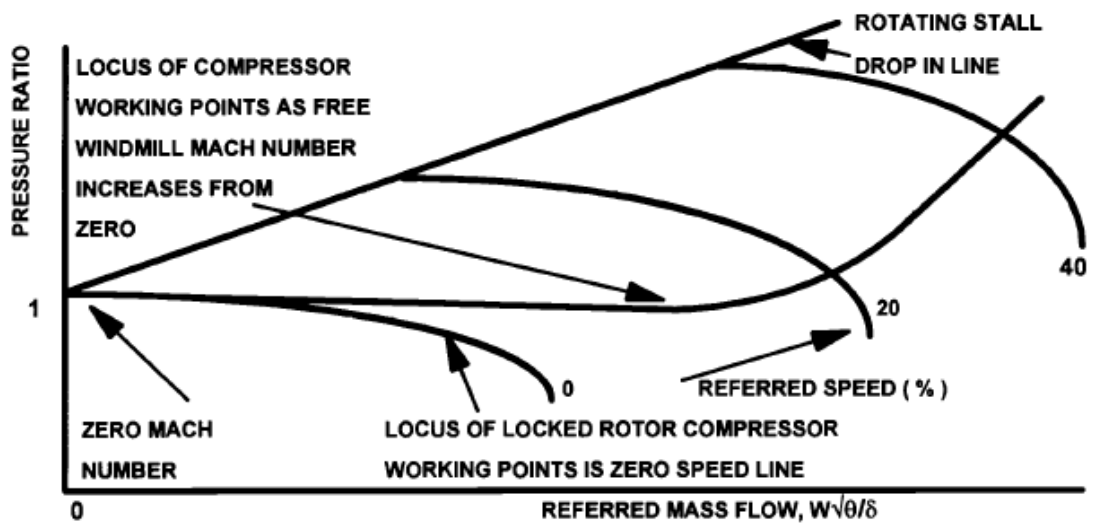 ROTATING STALL
DROP IN LINE
PRESSURE RATIO
LOCUS OF COMPRESSOR
WORKING POINTS AS FREE
WINDMILL MACH NUMBER
INCREASES FROM
ZERO
40
1
20
0
REFERRED SPEED ( % )
ZERO MACH
NUMBER
LOCUS OF LOCKED ROTOR COMPRESSOR
WORKING POINTS IS ZERO SPEED LINE
0
REFERRED MASS FLOW, W√θ/δ